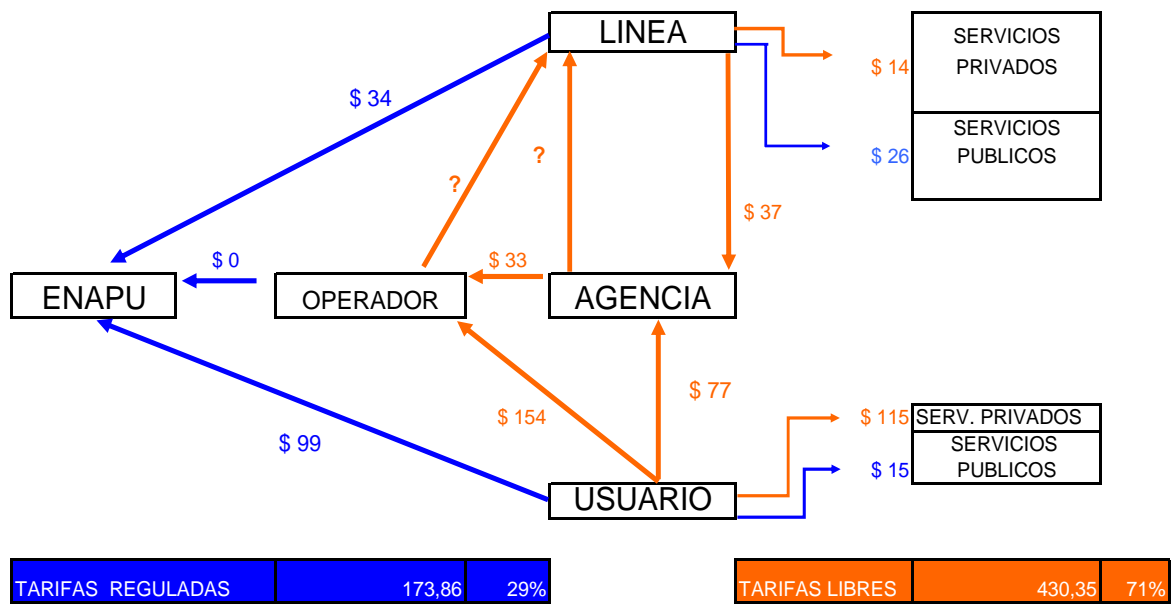 LINEA
SERVICIOS
PRIVADOS
$ 14
SERVICIOS
PUBLICOS
$ 26
$ 34
?
?
$ 37
$ 0
$ 33
ENAPU
OPERADOR
AGENCIA
$ 77
$ 154
$ 99
$ 115
SERV. PRIVADOS
SERVICIOS
PUBLICOS
$ 15
USUARIO
TARIFAS REGULADAS 173,86 29%
TARIFAS LIBRES 430,35 71%